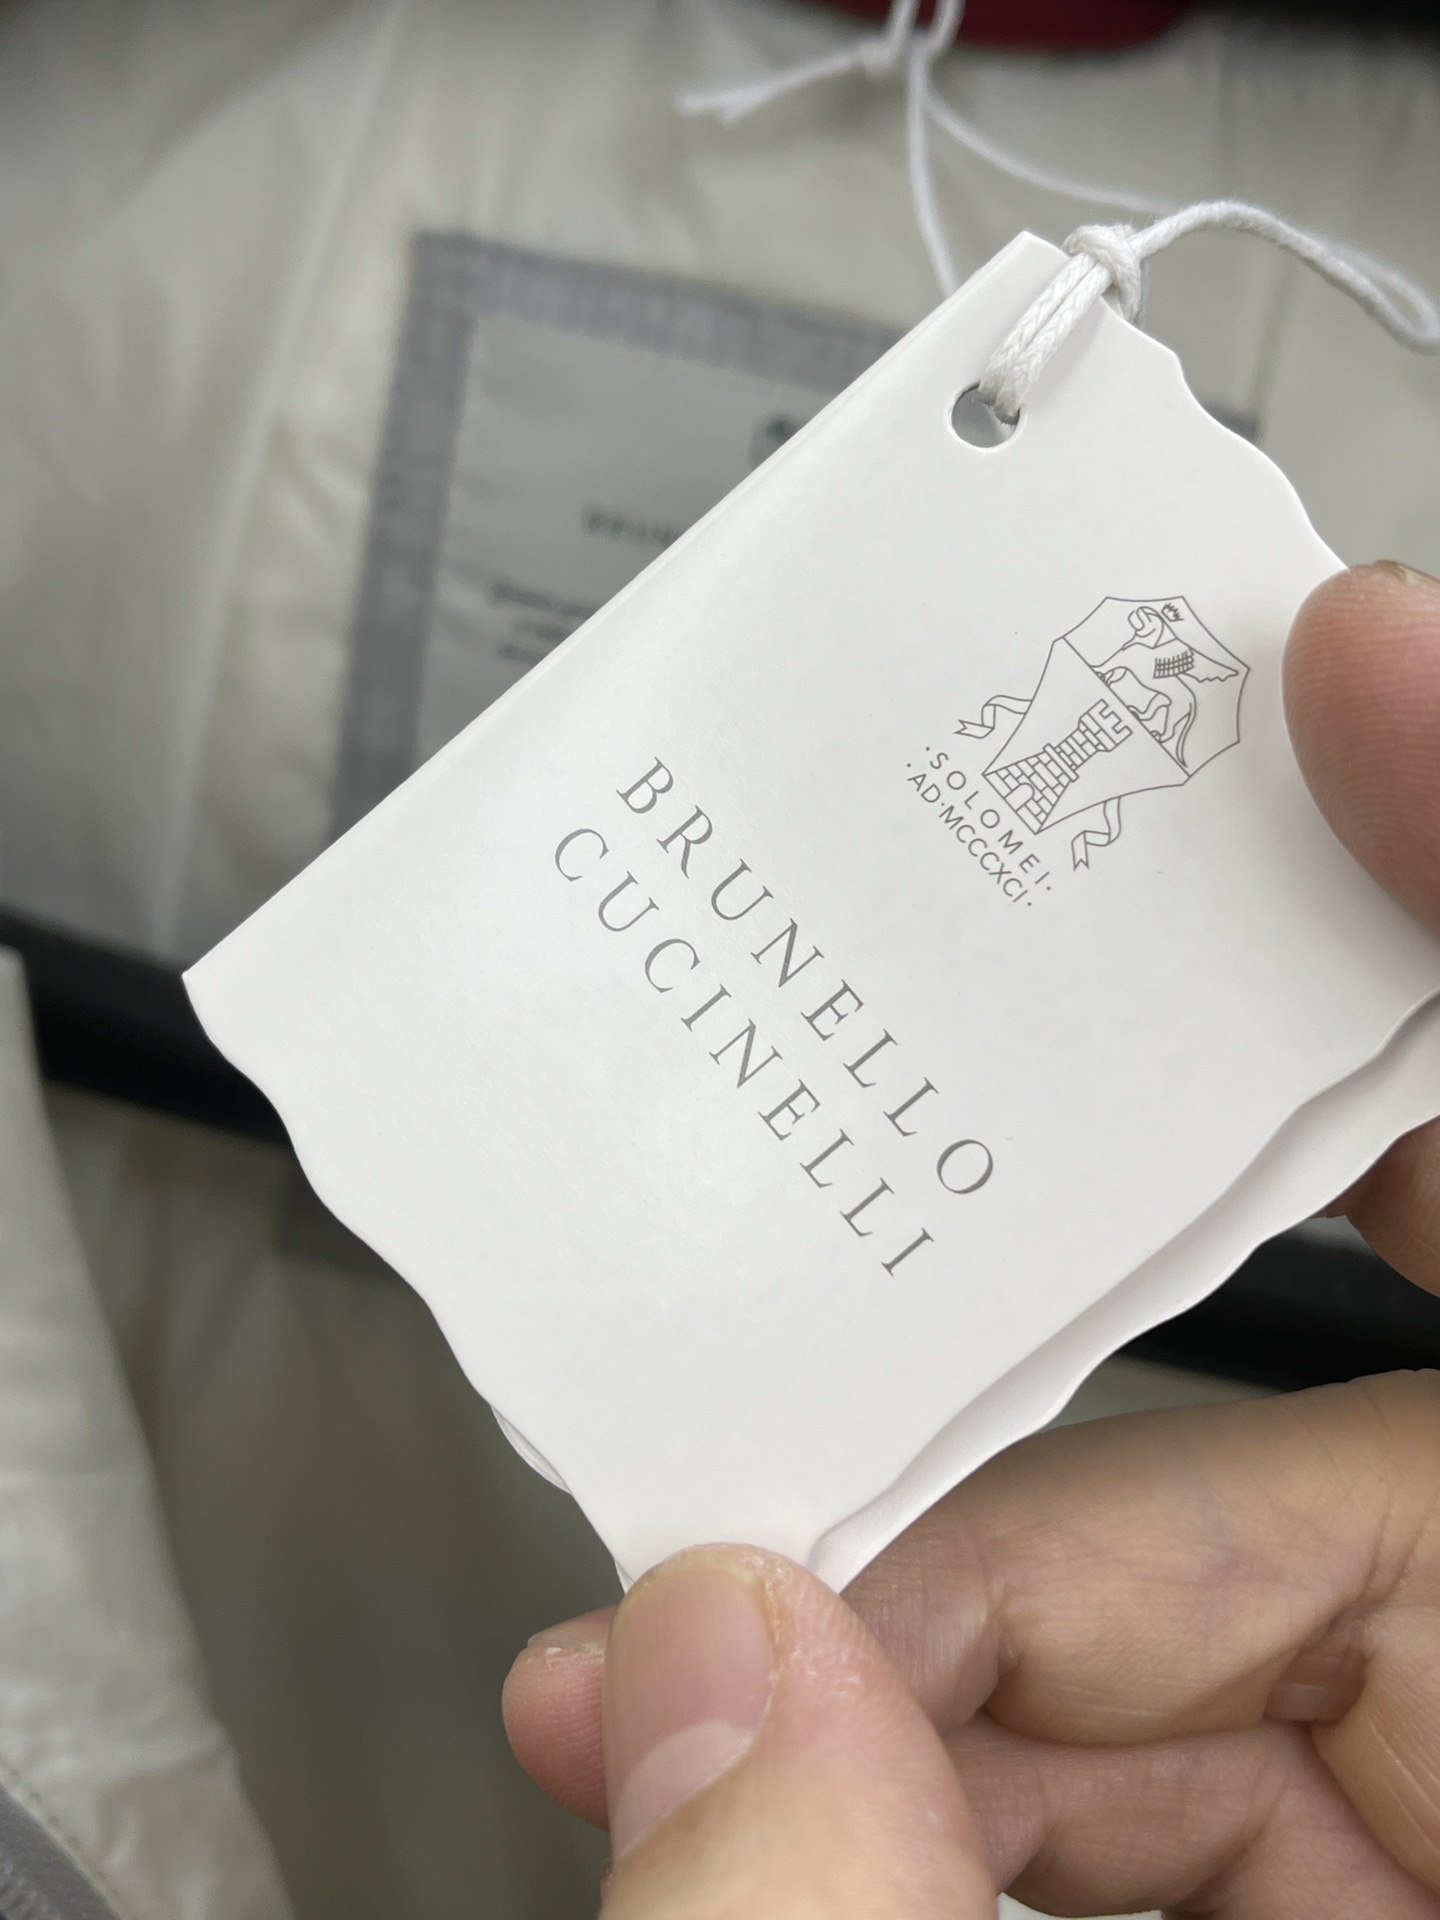 ·SOLOMEI·
·AD·MCCCXCI·
BRUNELLO
CUCINELLI